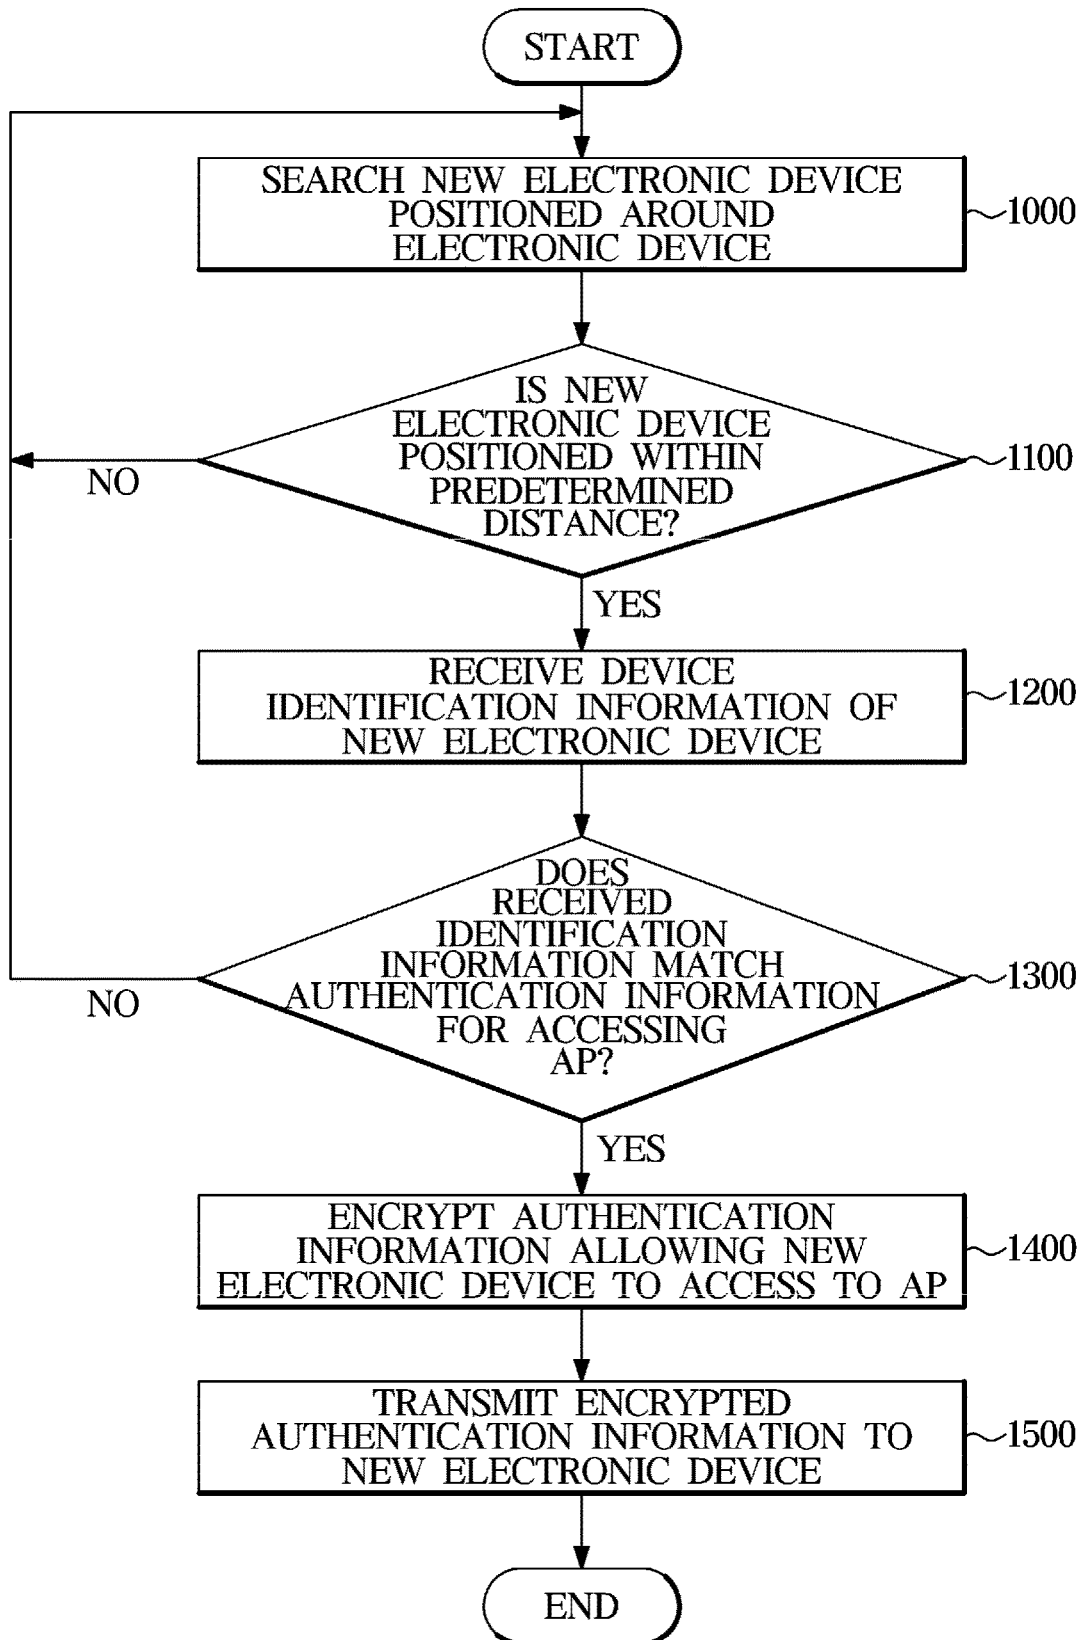 START
SEARCH NEW ELECTRONIC DEVICE
POSITIONED AROUND
ELECTRONIC DEVICE
1000
IS NEW
ELECTRONIC DEVICE
POSITIONED WITHIN
PREDETERMINED
DISTANCE?
1100
NO
YES
RECEIVE DEVICE
IDENTIFICATION INFORMATION OF
NEW ELECTRONIC DEVICE
1200
DOES
RECEIVED
IDENTIFICATION
INFORMATION MATCH
AUTHENTICATION INFORMATION
FOR ACCESSING
AP?
1300
NO
YES
ENCRYPT AUTHENTICATION
INFORMATION ALLOWING NEW
ELECTRONIC DEVICE TO ACCESS TO AP
1400
TRANSMIT ENCRYPTED
AUTHENTICATION INFORMATION TO
NEW ELECTRONIC DEVICE
1500
END